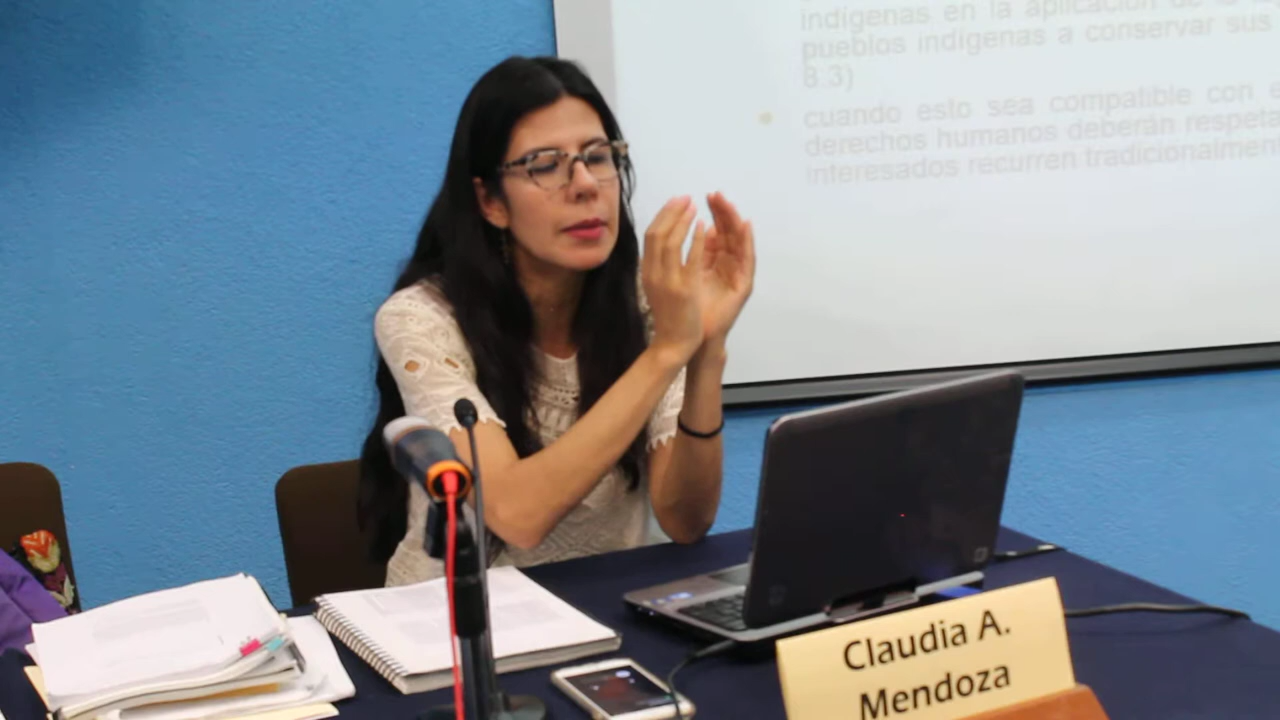 indígenas en la aplicación de la
pueblos indígenas a conservar sus
8.3)
cuando esto sea compatible con e
derechos humanos deberán respeta
interesados recurren tradicionalmen
Claudia A.
Mendoza